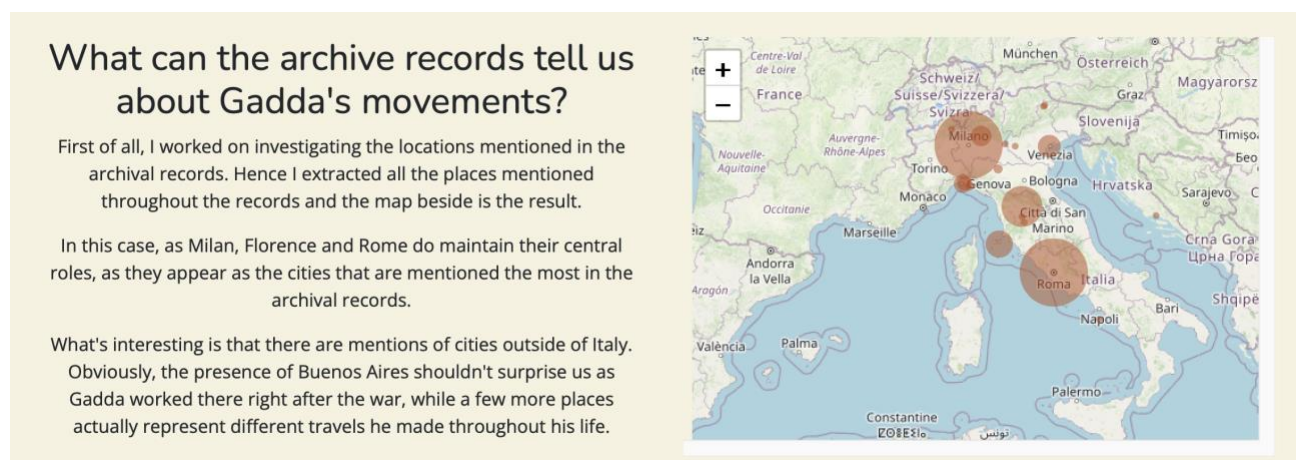 What can the archive records tell us
about Gadda's movements?
First of all, I worked on investigating the locations mentioned in the
archival records. Hence I extracted all the places mentioned
throughout the records and the map beside is the result.
In this case, as Milan, Florence and Rome do maintain their central
roles, as they appear as the cities that are mentioned the most in the
archival records.
What's interesting is that there are mentions of cities outside of Italy.
Obviously, the presence of Buenos Aires shouldn't surprise us as
Gadda worked there right after the war, while a few more places
actually represent different travels he made throughout his life.
+
−
Centre-Val
de Loire
France
München
Österreich
Schweiz/
Suisse/Svizzera/
Svizra
Graz
Magyarorsz
Slovenija
Milano
Auvergne-
Rhône-Alpes
Nouvelle-
Aquitaine
Venezia
Timișo
Бео
Torino
Genova
Bologna
Hrvatska
Sarajevo
Monaco
Occitanie
Città di San
Marino
Marseille
Crna Gora
Црна Гора
Andorra
la Vella
Aragón
Roma
Italia
Shqipë
Napoli
Bari
València
Palma
Palermo
Constantine
تونس